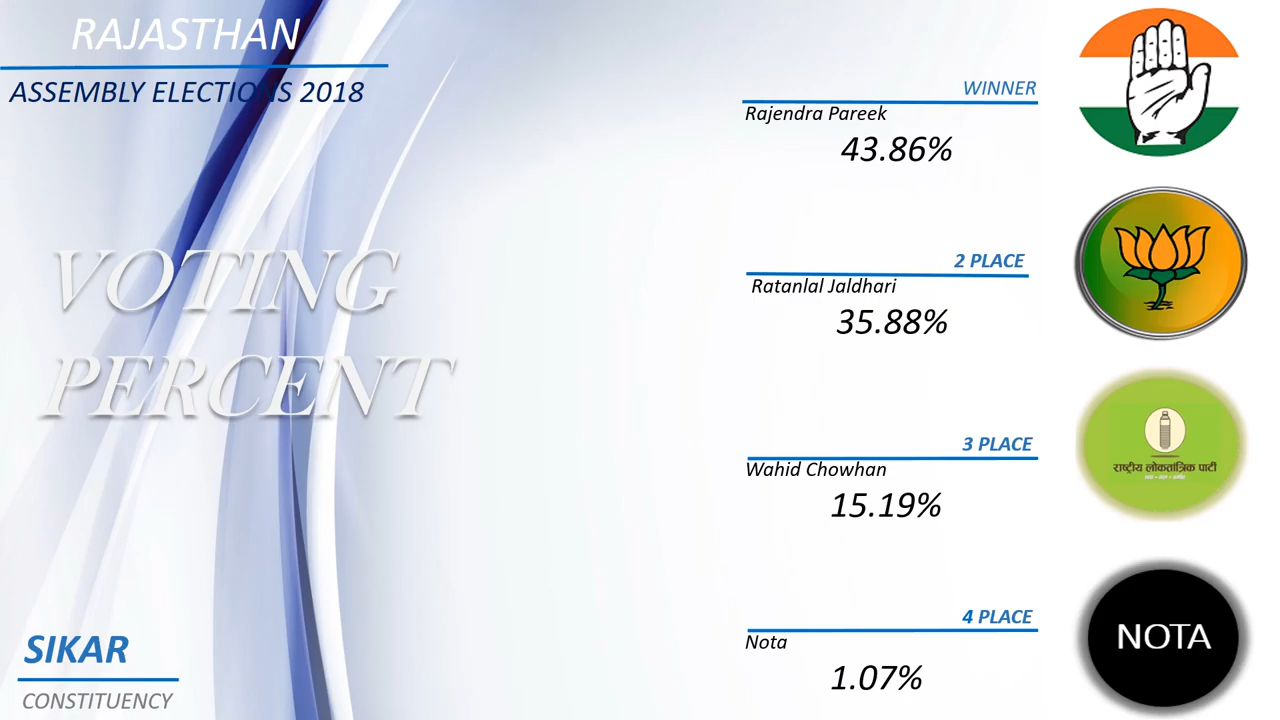 RAJASTHAN
ASSEMBLY ELECTIONS 2018
VOTING
PERCENT
SIKAR
CONSTITUENCY
WINNER
Rajendra Pareek
43.86%
2 PLACE
Ratanlal Jaldhari
35.88%
3 PLACE
Wahid Chowhan
15.19%
राष्ट्रीय लोकतांत्रिक पार्टी
4 PLACE
Nota
1.07%
NOTA